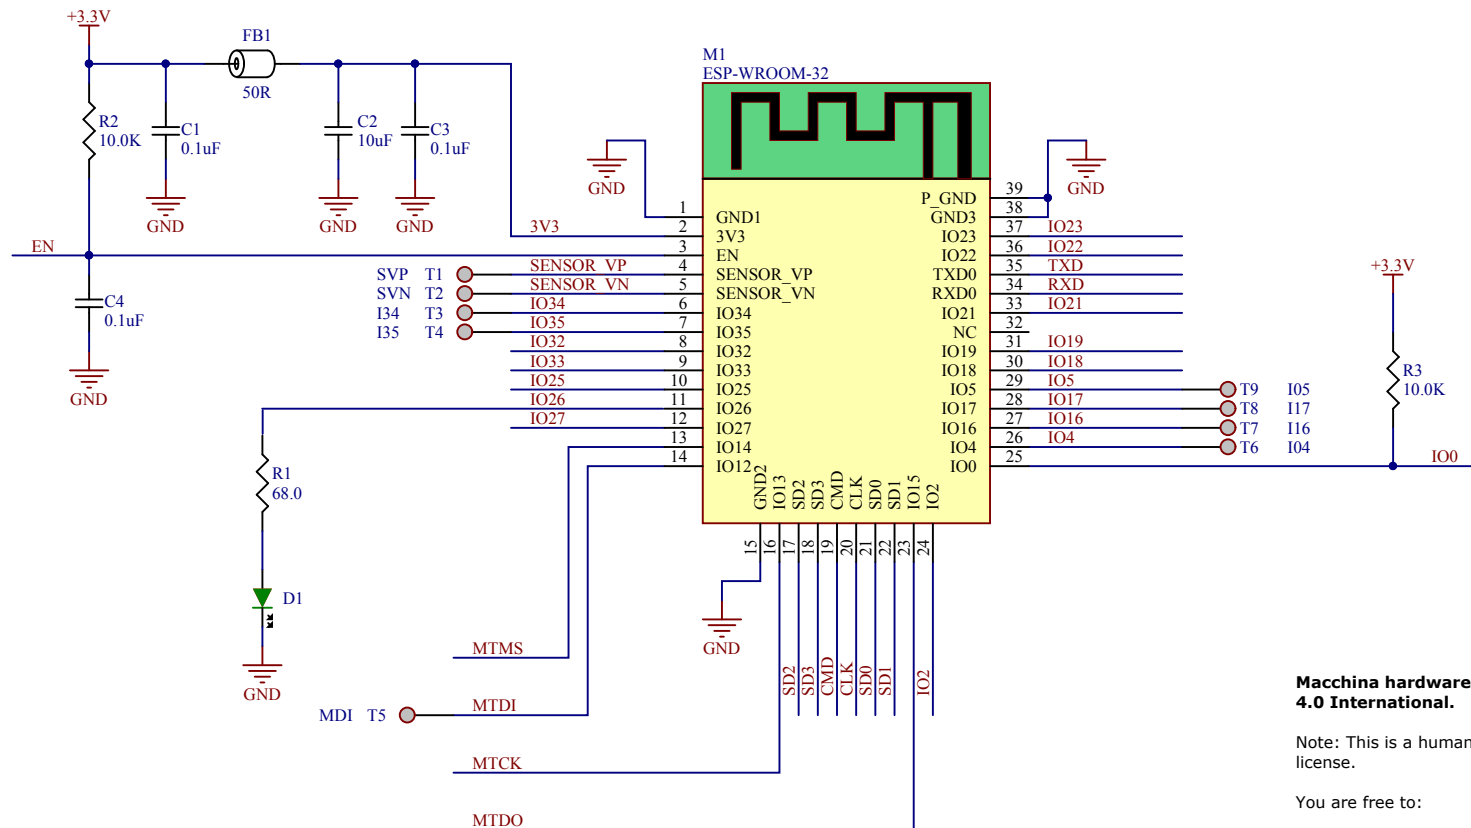 +3.3V
FB1
50R
R2
10.0K
C1
0.1uF
C2
10uF
C3
0.1uF
GND
GND
GND
EN
C4
0.1uF
GND
M1
ESP-WROOM-32
GND
GND
3V3
SENSOR_VP
SENSOR_VN
IO34
IO35
IO32
IO33
IO25
IO26
IO27
SVP T1
SVN T2
I34 T3
I35 T4
1 GND1
2 3V3
3 EN
4 SENSOR_VP
5 SENSOR_VN
6 IO34
7 IO35
8 IO32
9 IO33
10 IO25
11 IO26
12 IO27
13 IO14
14 IO12
P_GND 39
GND3 38
IO23 37 IO23
IO22 36 IO22
TXD0 35 TXD
RXD0 34 RXD
IO21 33 IO21
NC 32
IO19 31 IO19
IO18 30 IO18
IO5 29 IO5 T9 I05
IO17 28 IO17 T8 I17
IO16 27 IO16 T7 I16
IO4 26 IO4 T6 I04
IO0 25 IO0
+3.3V
R3
10.0K
GND2 15
IO13 16
SD2 17 SD2
SD3 18 SD3
CMD 19 CMD
CLK 20 CLK
SD0 21 SD0
SD1 22 SD1
IO15 23
IO2 24 IO2
GND
R1
68.0
D1
GND
MTMS
MDI T5 MTDI
MTCK
MTDO
Macchina hardware
4.0 International.
Note: This is a human
license.
You are free to: